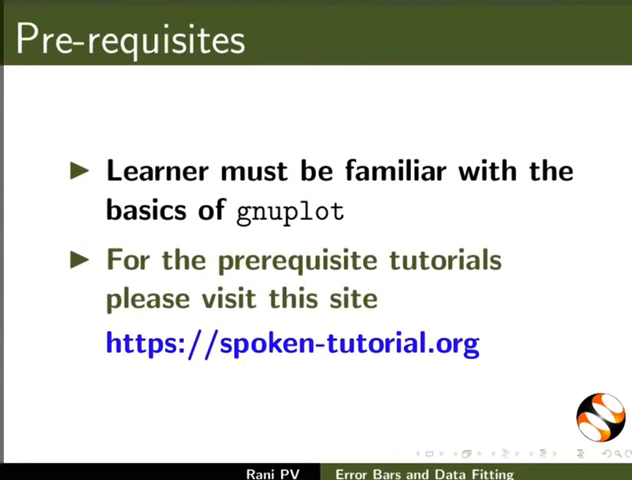 Pre-requisites
Learner must be familiar with the
basics of gnuplot
For the prerequisite tutorials
please visit this site
https://spoken-tutorial.org
Rani PV
Error Bars and Data Fitting